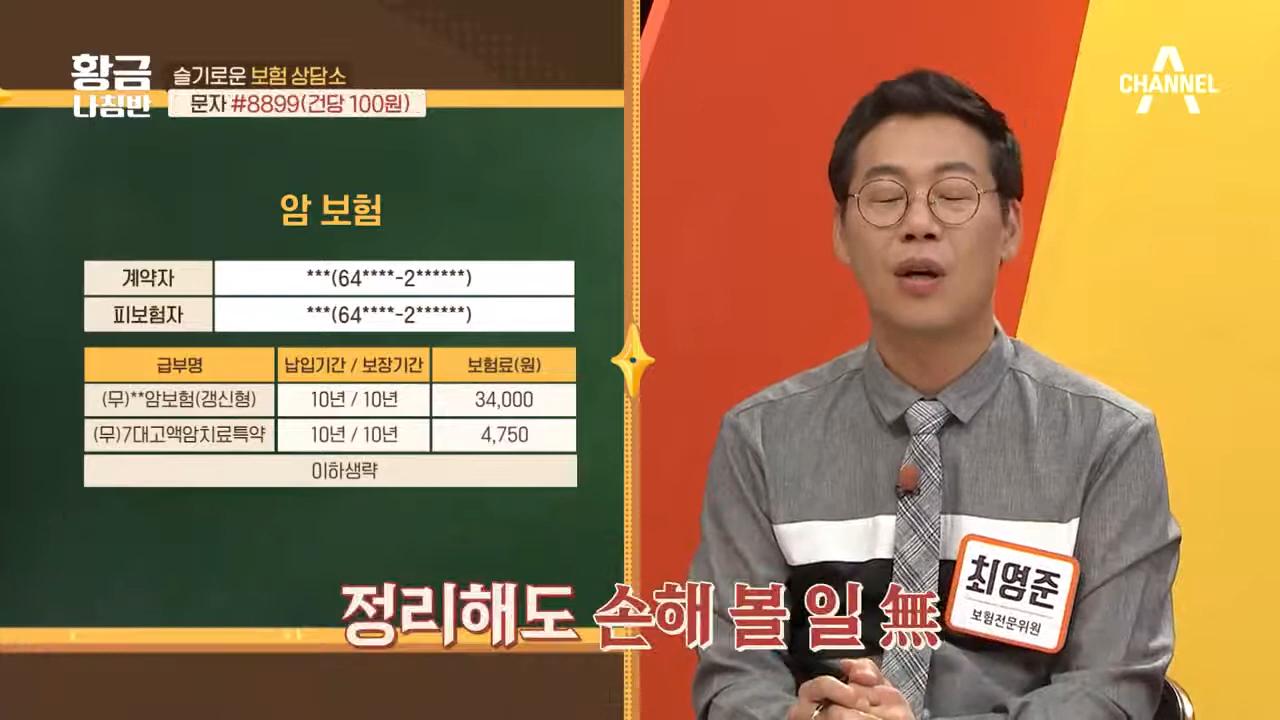 황금
나침반
슬기로운 보험 상담소
문자 #8899(건당 100원)
CHANNEL A
암 보험
계약자 ***(64****-2******)
피보험자 ***(64****-2******)
급부명 납입기간 / 보장기간 보험료(원)
(무)**암보험(갱신형) 10년 / 10년 34,000
(무)7대고액암치료특약 10년 / 10년 4,750
이하생략
최영준
보험전문위원
정리해도 손해 볼 일 無